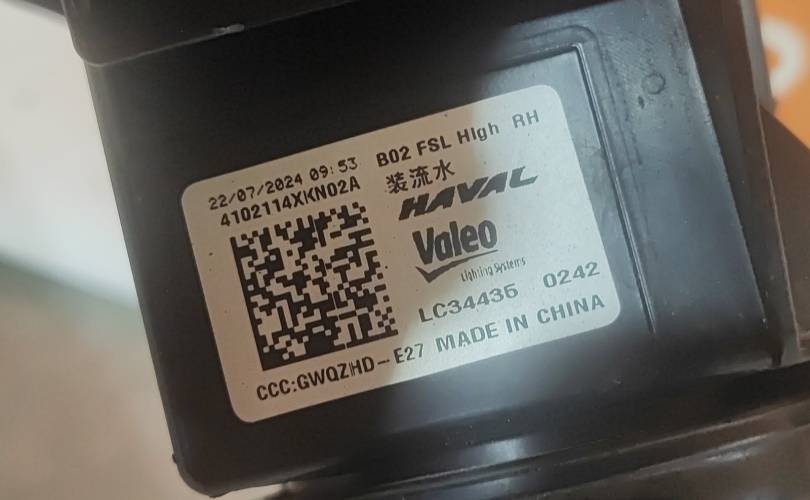 22/07/2024 09:53 B02 FSL High RH
4102114XKN02A 装流水
HAVAL
Valeo
Lighting Systems
LC34435 0242
CCC:GWQZHD-E27 MADE IN CHINA